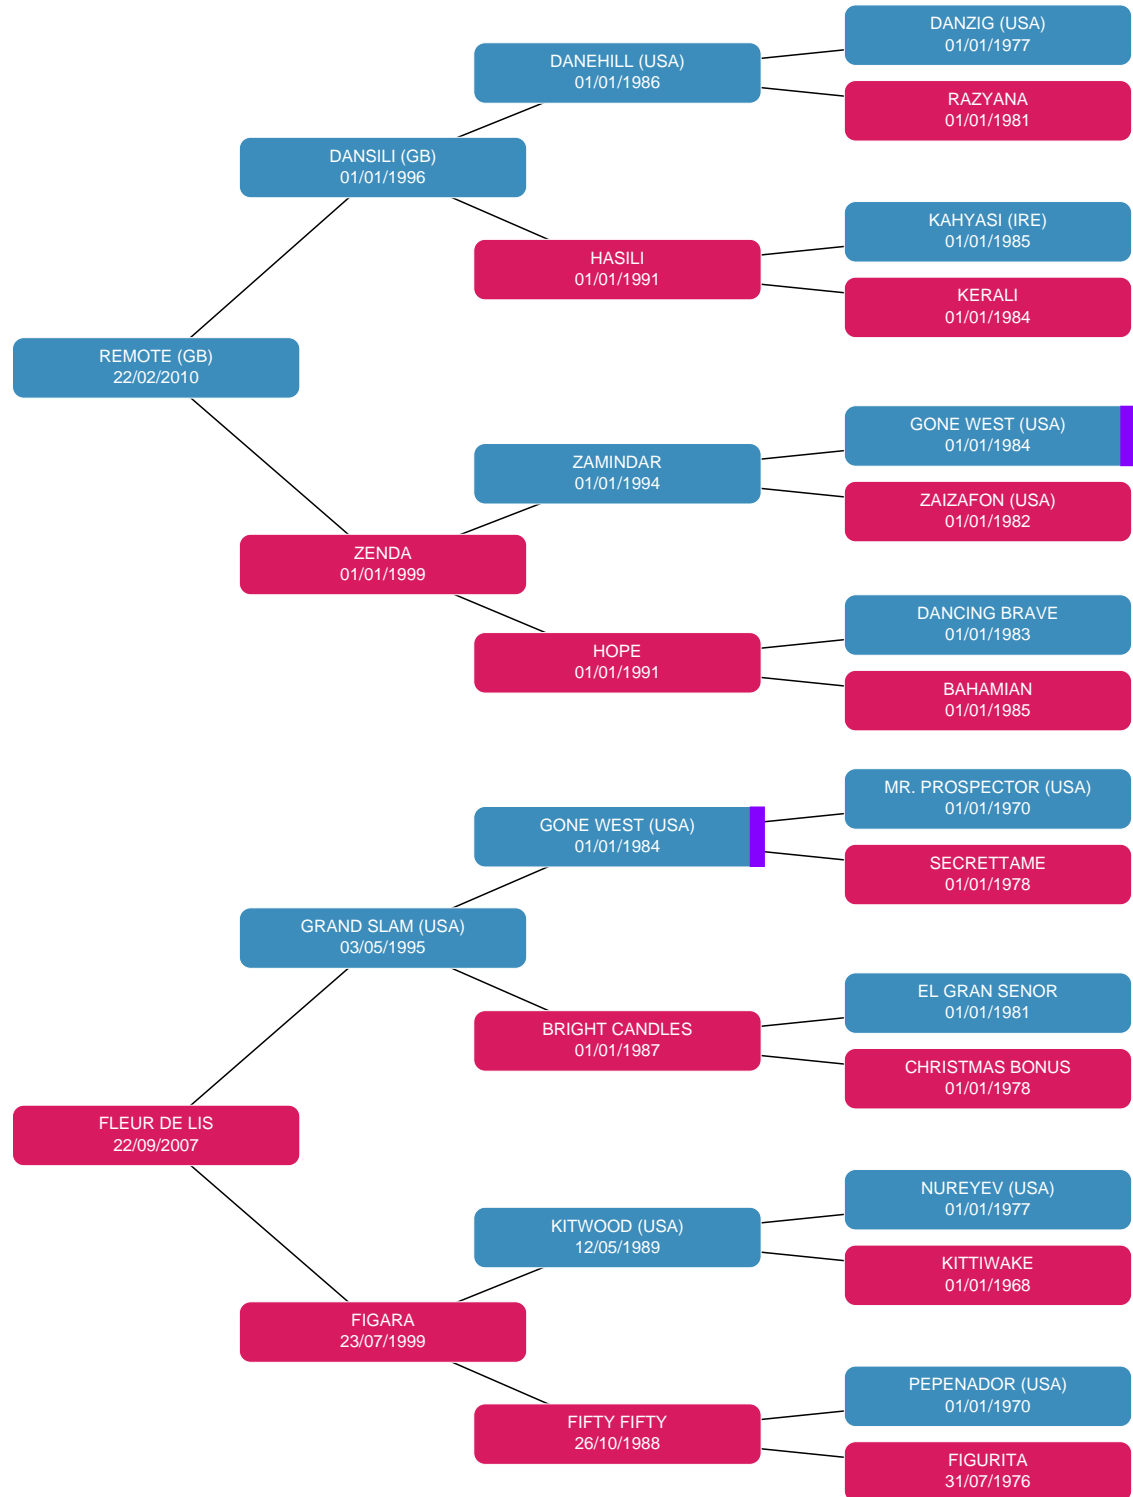 DANZIG (USA)
01/01/1977
DANEHILL (USA)
01/01/1986
RAZYANA
01/01/1981
DANSILI (GB)
01/01/1996
KAHYASI (IRE)
01/01/1985
HASILI
01/01/1991
KERALI
01/01/1984
REMOTE (GB)
22/02/2010
GONE WEST (USA)
01/01/1984
ZAMINDAR
01/01/1994
ZAIZAFON (USA)
01/01/1982
ZENDA
01/01/1999
DANCING BRAVE
01/01/1983
HOPE
01/01/1991
BAHAMIAN
01/01/1985
MR. PROSPECTOR (USA)
01/01/1970
GONE WEST (USA)
01/01/1984
SECRETTAME
01/01/1978
GRAND SLAM (USA)
03/05/1995
EL GRAN SENOR
01/01/1981
BRIGHT CANDLES
01/01/1987
CHRISTMAS BONUS
01/01/1978
FLEUR DE LIS
22/09/2007
NUREYEV (USA)
01/01/1977
KITWOOD (USA)
12/05/1989
KITTIWAKE
01/01/1968
FIGARA
23/07/1999
PEPENADOR (USA)
01/01/1970
FIFTY FIFTY
26/10/1988
FIGURITA
31/07/1976